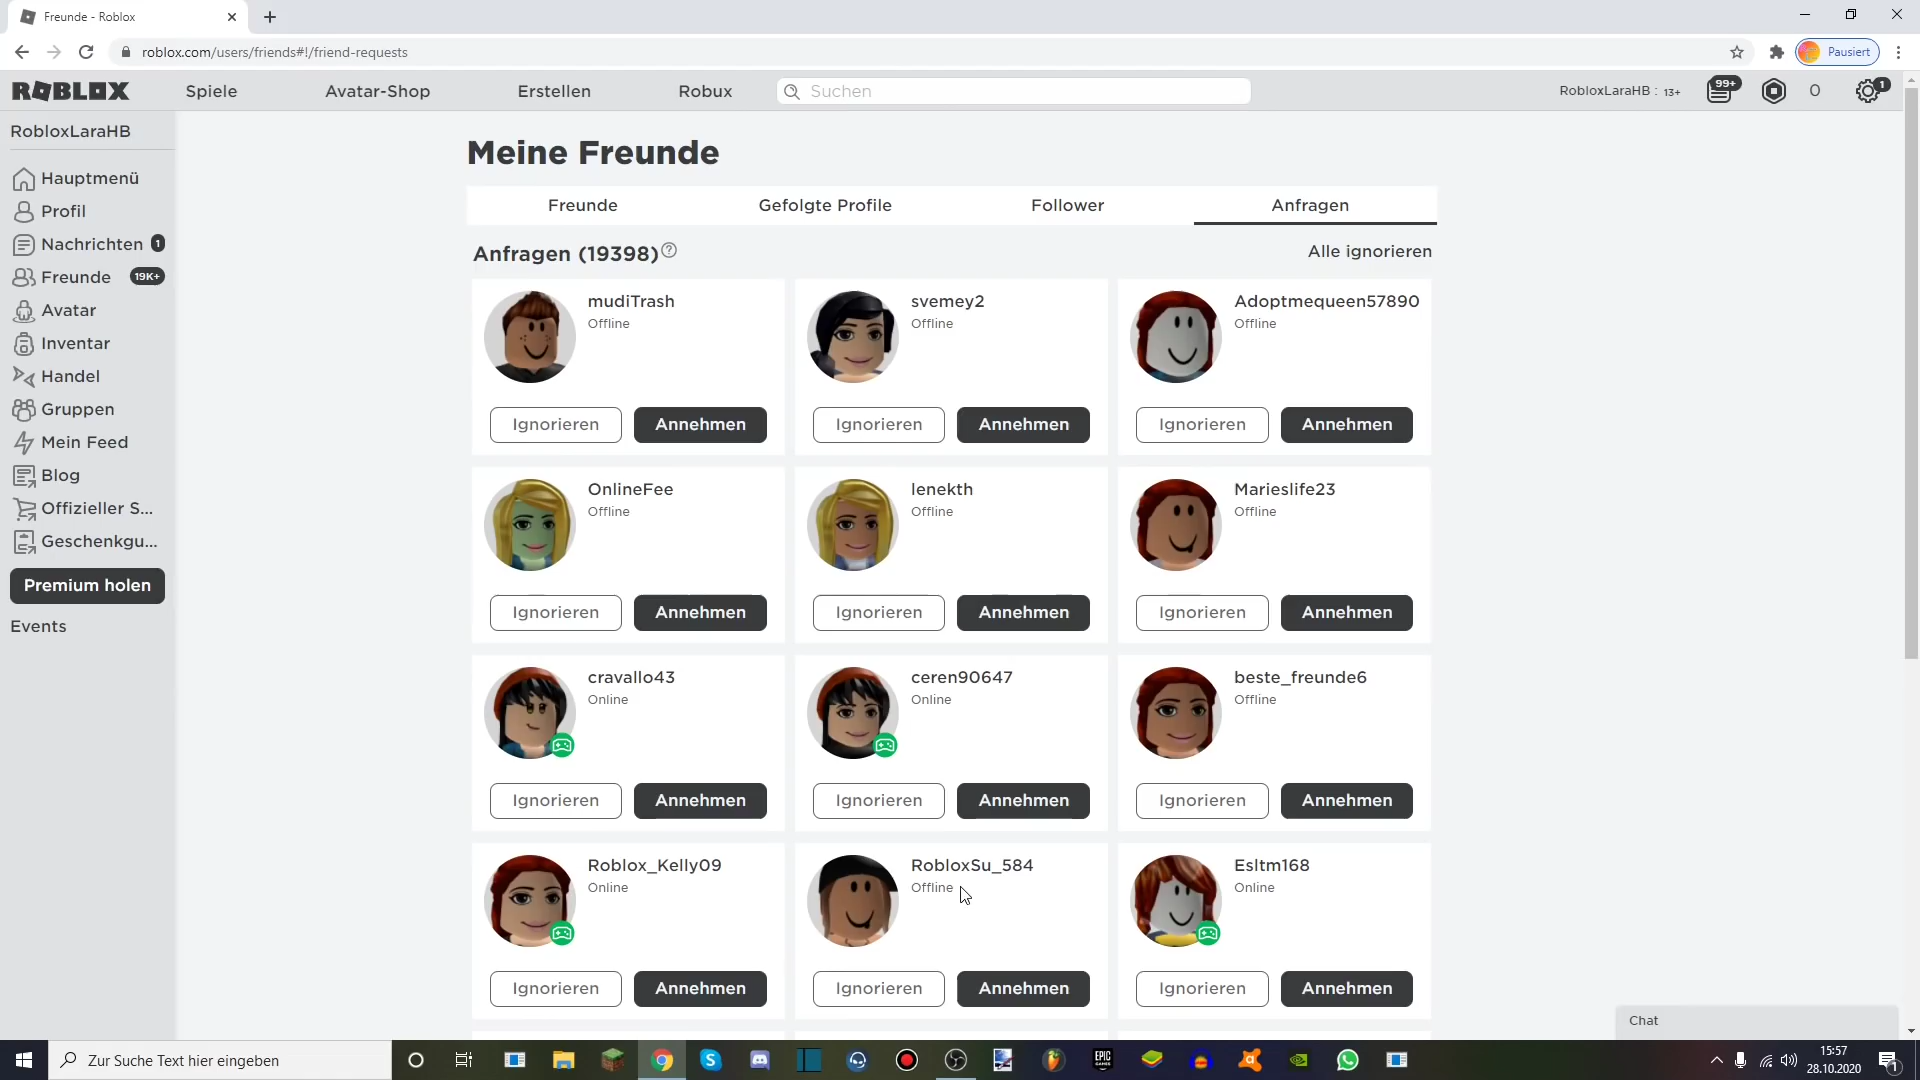 Freunde - Roblox
roblox.com/users/friends#!/friend-requests
Pausiert
ROBLOX
Spiele
Avatar-Shop
Erstellen
Robux
Suchen
RobloxLaraHB : 13+
99+
0
1
RobloxLaraHB
Hauptmenü
Profil
Nachrichten 1
Freunde 19K+
Avatar
Inventar
Handel
Gruppen
Mein Feed
Blog
Offizieller S...
Geschenkgu...
Premium holen
Events
Meine Freunde
Freunde
Gefolgte Profile
Follower
Anfragen
Anfragen (19398)
Alle ignorieren
mudiTrash
Offline
Ignorieren
Annehmen
svemey2
Offline
Ignorieren
Annehmen
Adoptmequeen57890
Offline
Ignorieren
Annehmen
OnlineFee
Offline
Ignorieren
Annehmen
lenekth
Offline
Ignorieren
Annehmen
Marieslife23
Offline
Ignorieren
Annehmen
cravallo43
Online
Ignorieren
Annehmen
ceren90647
Online
Ignorieren
Annehmen
beste_freunde6
Offline
Ignorieren
Annehmen
Roblox_Kelly09
Online
Ignorieren
Annehmen
RobloxSu_584
Offline
Ignorieren
Annehmen
Esltm168
Online
Ignorieren
Annehmen
Chat
Zur Suche Text hier eingeben
EPIC GAMES
15:57
28.10.2020
1